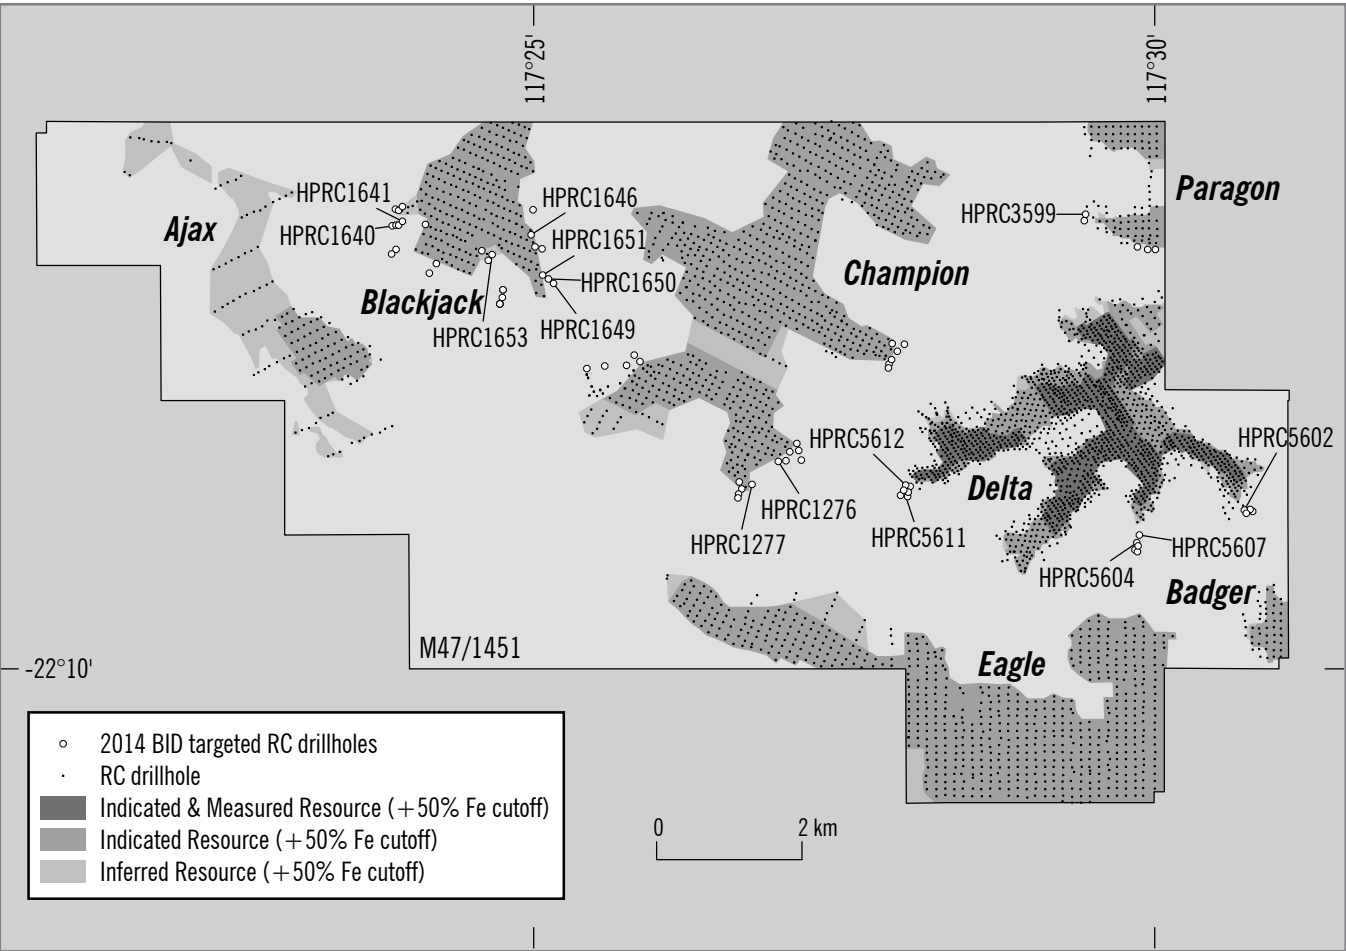 117°25'
117°30'
HPRC1641
HPRC1646
Paragon
HPRC3599
Ajax
HPRC1640
HPRC1651
Champion
HPRC1650
Blackjack
HPRC1653
HPRC1649
HPRC5612
HPRC5602
Delta
HPRC1276
HPRC1277
HPRC5611
HPRC5607
HPRC5604
Badger
M47/1451
Eagle
-22°10'
2014 BID targeted RC drillholes
RC drillhole
Indicated & Measured Resource (+50% Fe cutoff)
Indicated Resource (+50% Fe cutoff)
Inferred Resource (+50% Fe cutoff)
0 2 km